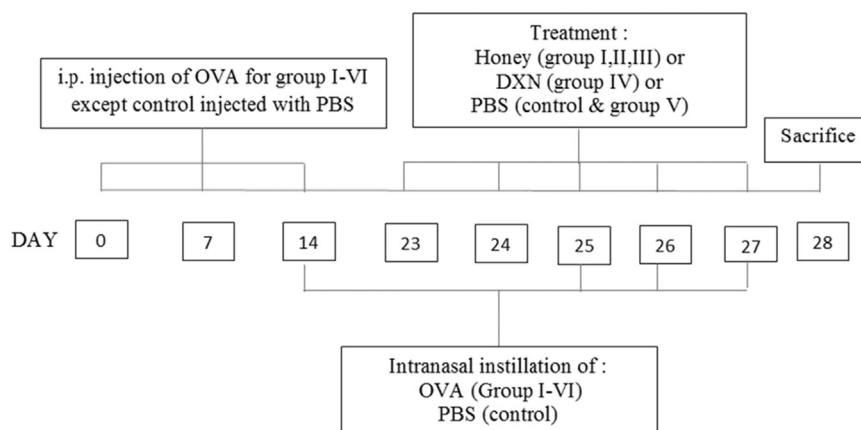 Treatment :
Honey (group I,II,III) or
DXN (group IV) or
PBS (control & group V)
i.p. injection of OVA for group I-VI
except control injected with PBS
Sacrifice
DAY 0 7 14 23 24 25 26 27 28
Intranasal instillation of :
OVA (Group I-VI)
PBS (control)